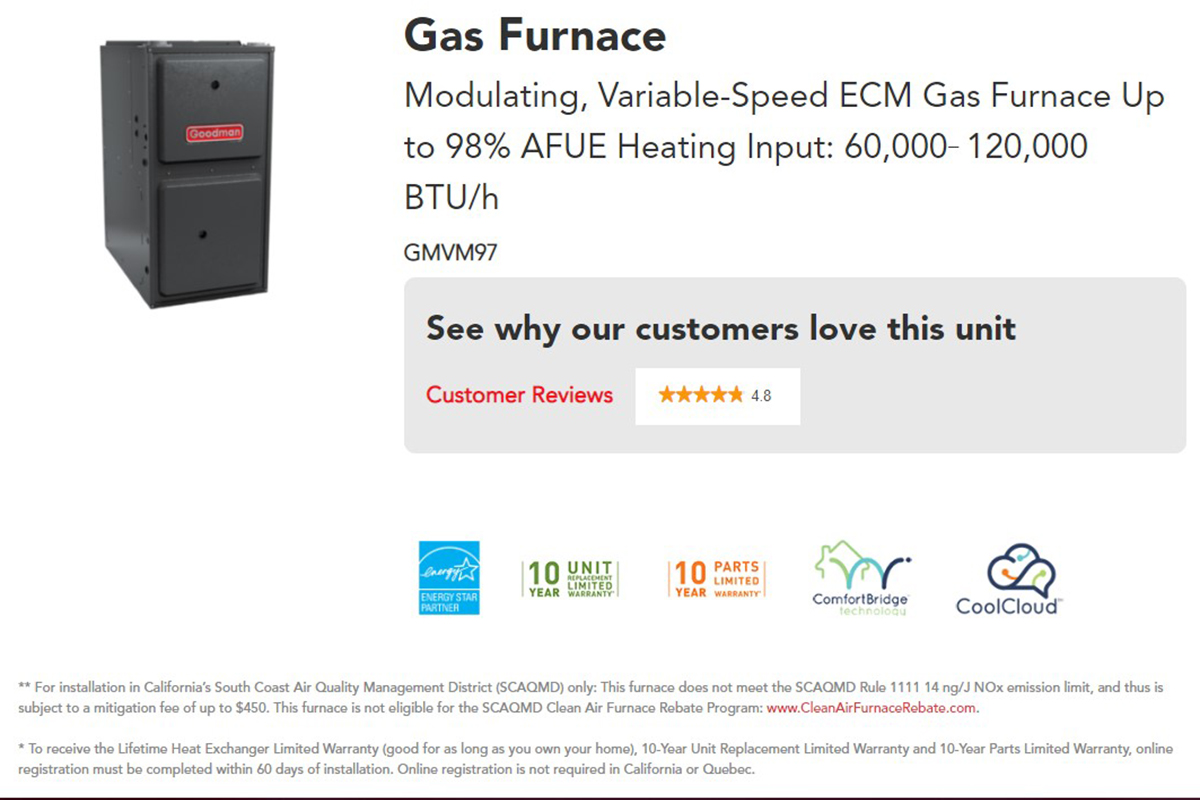 Gas Furnace
Goodman
Modulating, Variable-Speed ECM Gas Furnace Up
to 98% AFUE Heating Input: 60,000- 120,000
BTU/h
GMVM97
See why our customers love this unit
Customer Reviews 4.8
energy
ENERGY STAR
PARTNER
10 YEAR UNIT REPLACEMENT LIMITED WARRANTY*
10 YEAR PARTS LIMITED WARRANTY*
ComfortBridge™
technology
CoolCloud™
** For installation in California's South Coast Air Quality Management District (SCAQMD) only: This furnace does not meet the SCAQMD Rule 1111 14 ng/J NOx emission limit, and thus is
subject to a mitigation fee of up to $450. This furnace is not eligible for the SCAQMD Clean Air Furnace Rebate Program: www.CleanAirFurnaceRebate.com.
* To receive the Lifetime Heat Exchanger Limited Warranty (good for as long as you own your home), 10-Year Unit Replacement Limited Warranty and 10-Year Parts Limited Warranty, online
registration must be completed within 60 days of installation. Online registration is not required in California or Quebec.